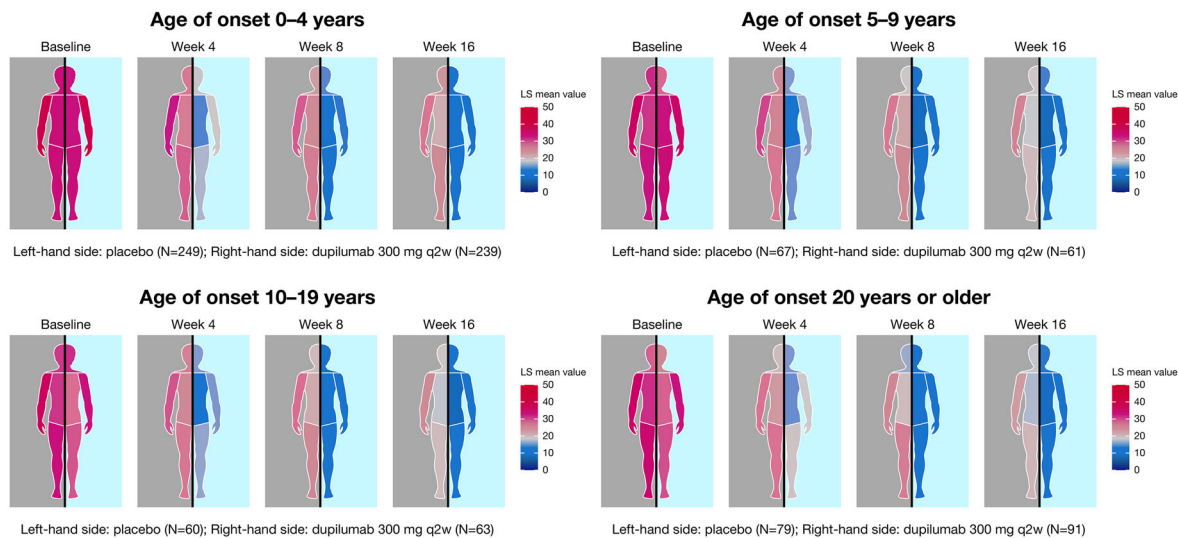 Age of onset 0–4 years
Baseline Week 4 Week 8 Week 16
LS mean value
50
40
30
20
10
0
Left-hand side: placebo (N=249); Right-hand side: dupilumab 300 mg q2w (N=239)
Age of onset 5–9 years
Baseline Week 4 Week 8 Week 16
LS mean value
50
40
30
20
10
0
Left-hand side: placebo (N=67); Right-hand side: dupilumab 300 mg q2w (N=61)
Age of onset 10–19 years
Baseline Week 4 Week 8 Week 16
LS mean value
50
40
30
20
10
0
Left-hand side: placebo (N=60); Right-hand side: dupilumab 300 mg q2w (N=63)
Age of onset 20 years or older
Baseline Week 4 Week 8 Week 16
LS mean value
50
40
30
20
10
0
Left-hand side: placebo (N=79); Right-hand side: dupilumab 300 mg q2w (N=91)